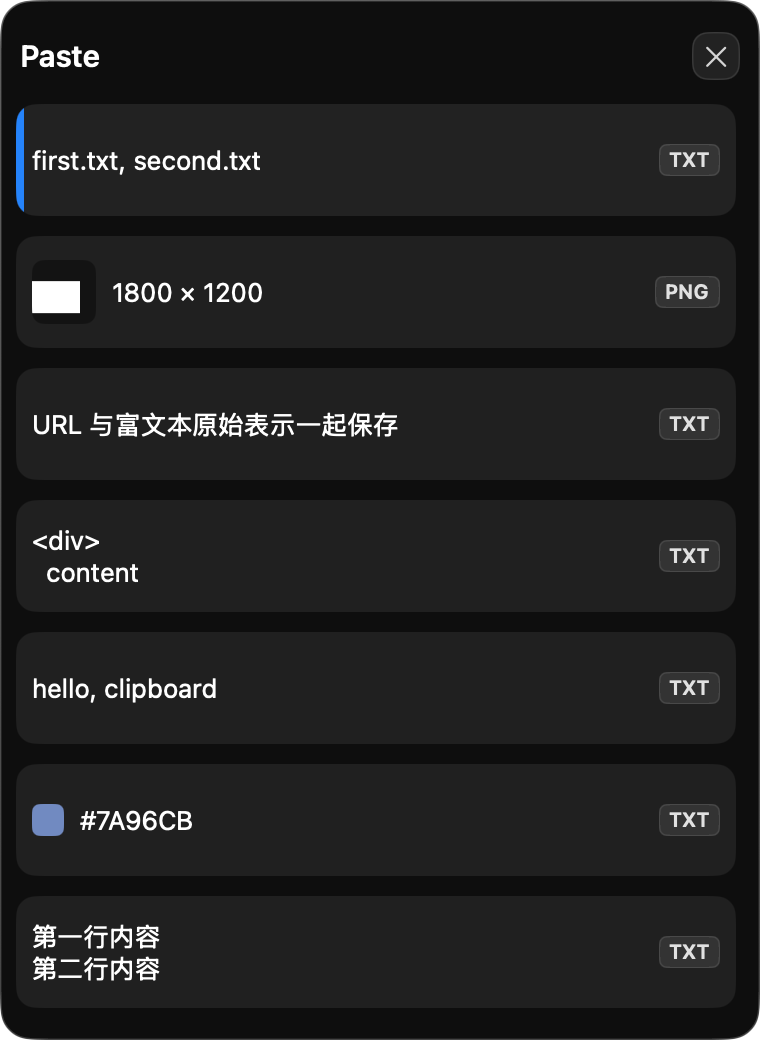 Paste
first.txt, second.txt
TXT
1800 × 1200
PNG
URL 与富文本原始表示一起保存
TXT
<div>
  content
TXT
hello, clipboard
TXT
#7A96CB
TXT
第一行内容
第二行内容
TXT